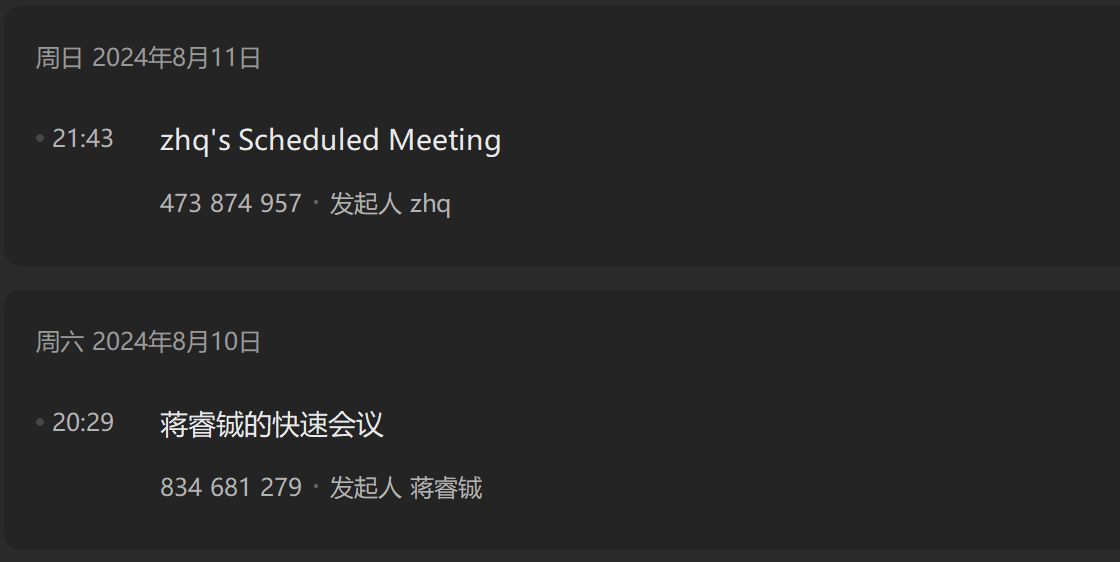 周日 2024年8月11日
21:43 zhq's Scheduled Meeting
473 874 957 · 发起人 zhq
周六 2024年8月10日
20:29 蒋睿铖的快速会议
834 681 279 · 发起人 蒋睿铖